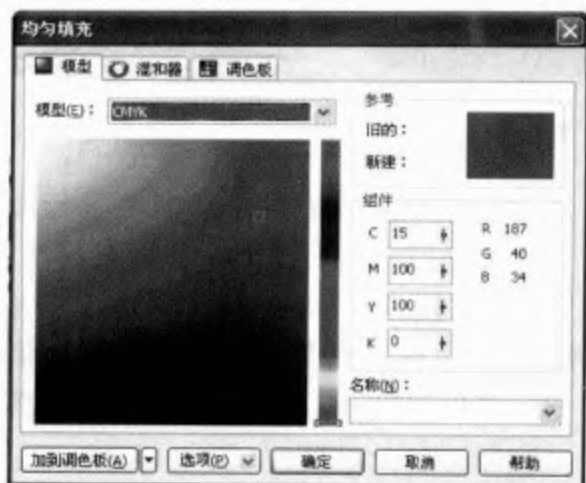 均匀填充
模型 混和器 调色板
模型(E)： CMYK
参考
旧的：
新建：
组件
C 15 R 187
M 100 G 40
Y 100 B 34
K 0
名称(N)：
加到调色板(A) 选项(P) 确定 取消 帮助